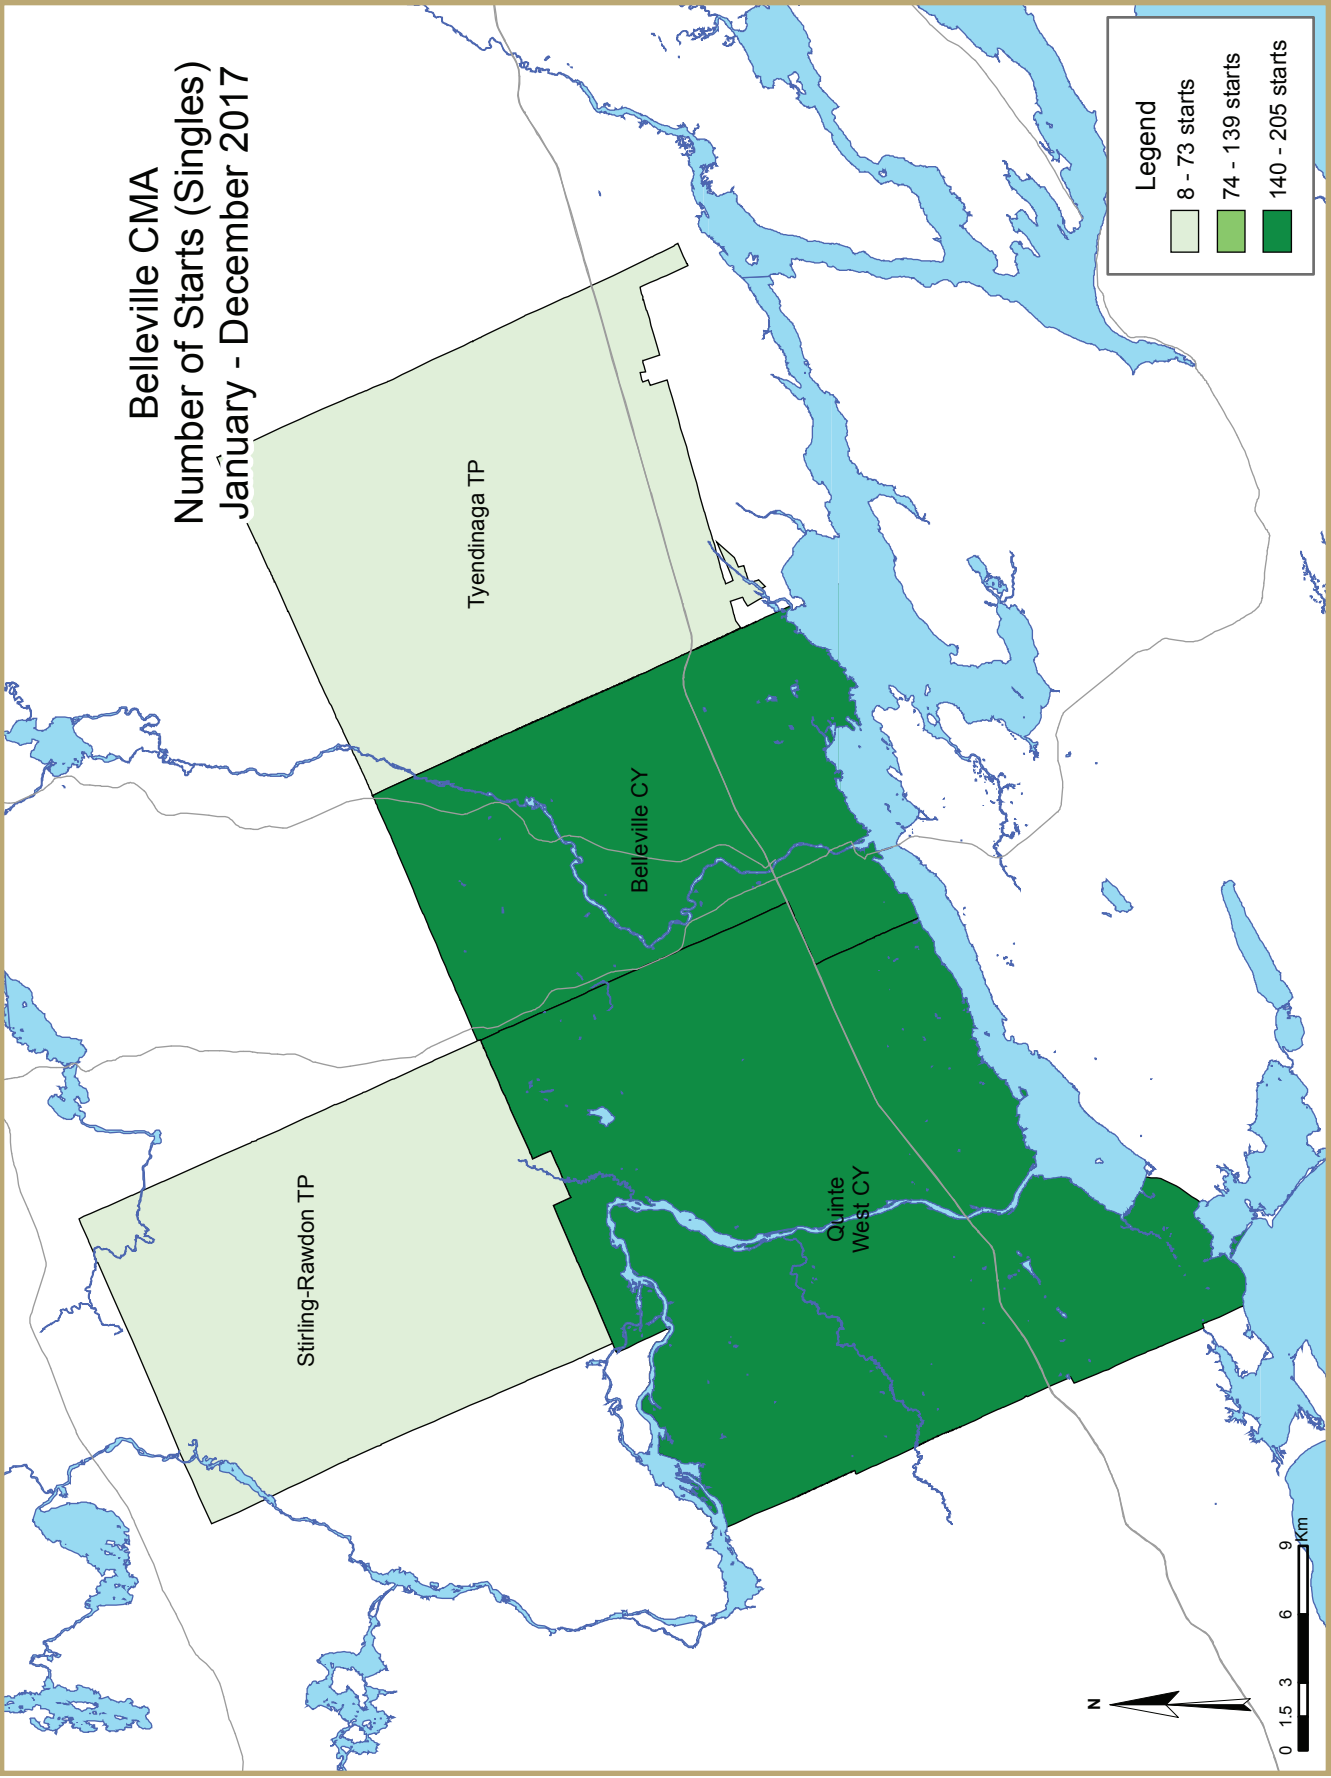 Belleville CMA
Number of Starts (Singles)
January - December 2017
Tyendinaga TP
Belleville CY
Stirling-Rawdon TP
Quinte
West CY
Legend
8 - 73 starts
74 - 139 starts
140 - 205 starts
N
0 1.5 3 6 9
Km